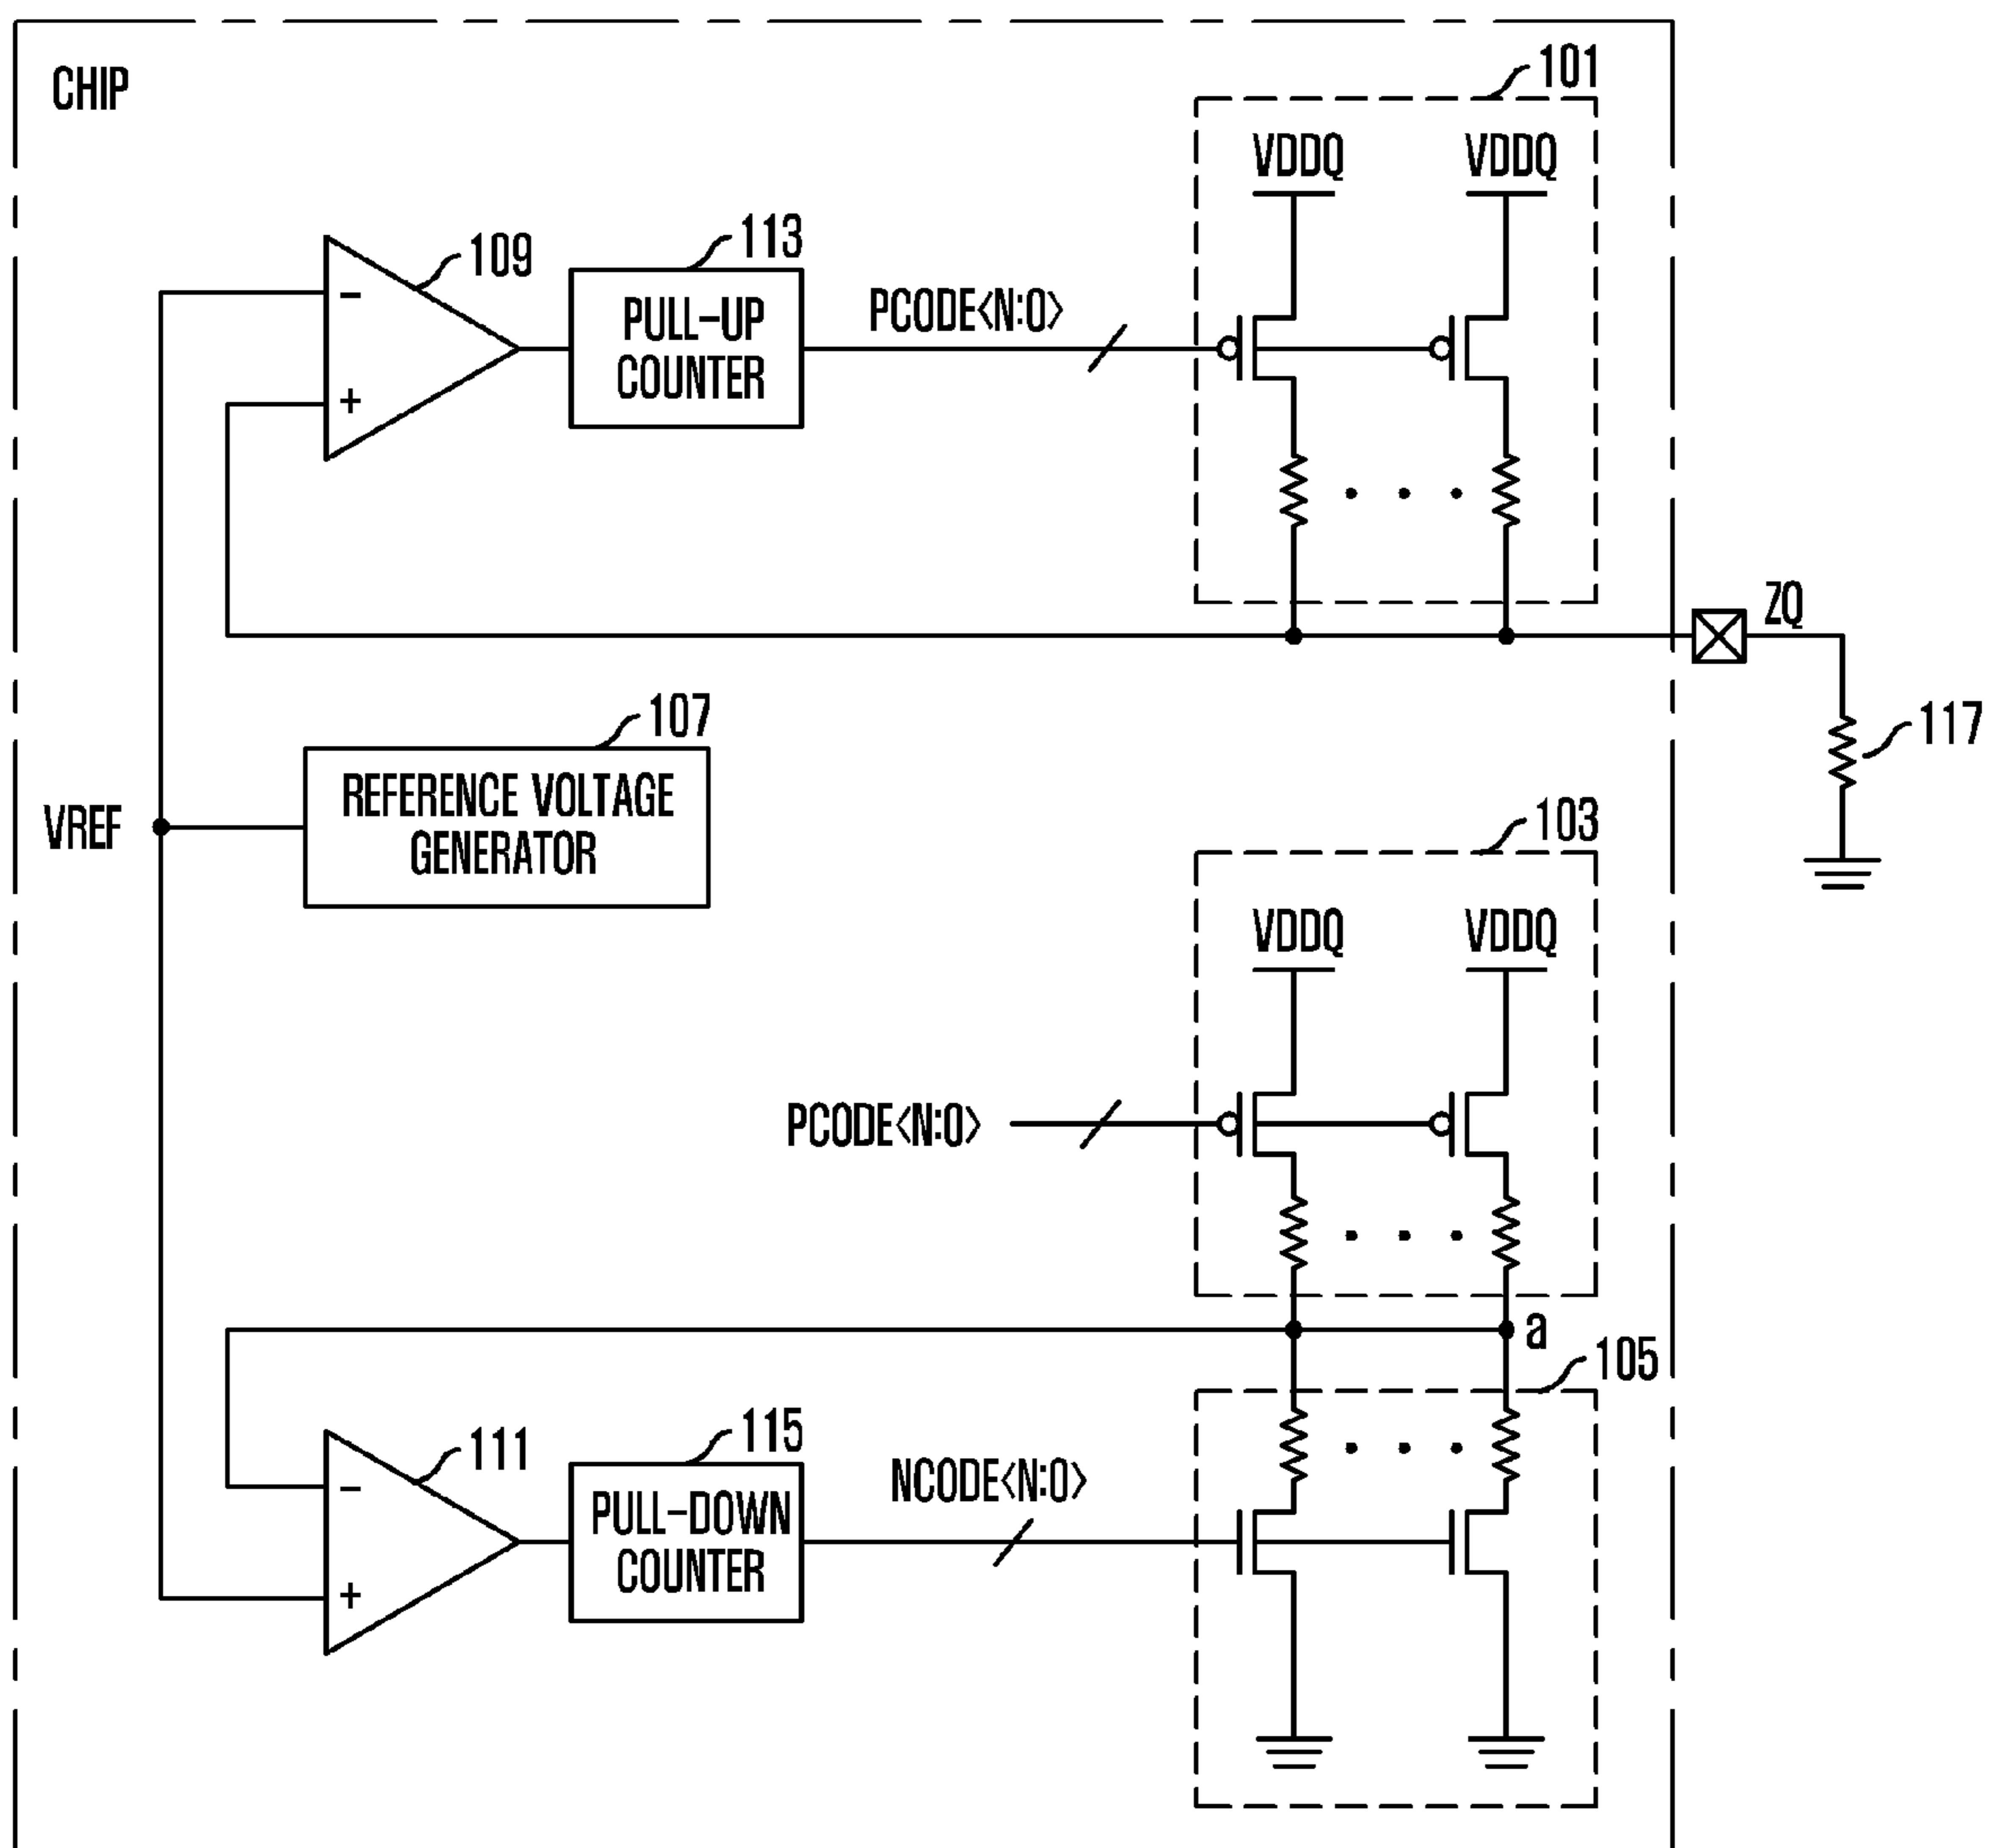 CHIP
101
VDDQ VDDQ
109
113
-
+
PULL-UP
COUNTER
PCODE<N:0>
ZQ
117
107
VREF
REFERENCE VOLTAGE
GENERATOR
103
VDDQ VDDQ
PCODE<N:0>
a
105
111
115
-
+
PULL-DOWN
COUNTER
NCODE<N:0>